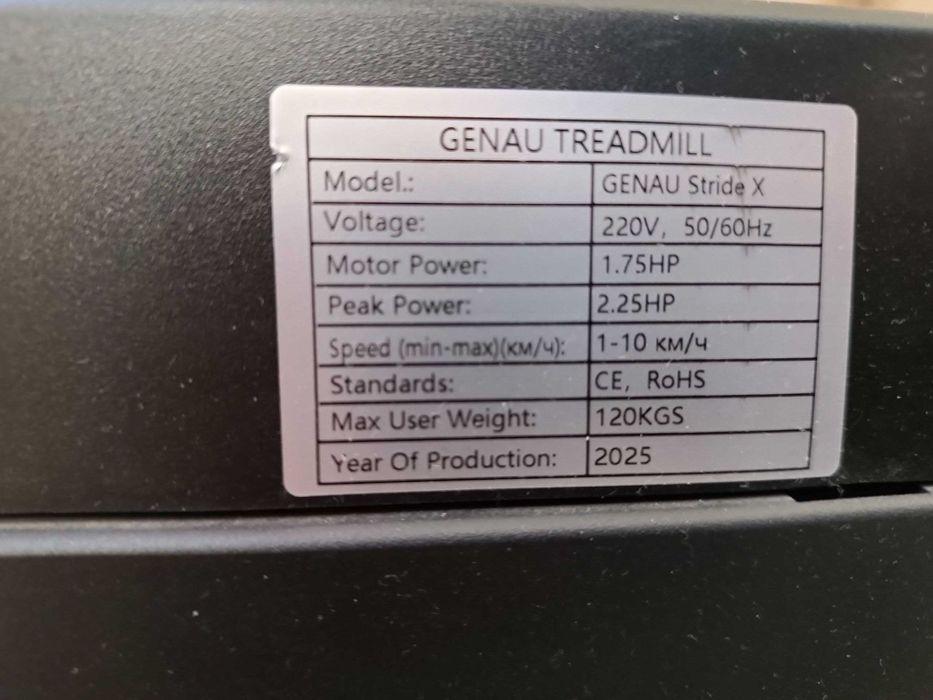 GENAU TREADMILL
Model.: GENAU Stride X
Voltage: 220V, 50/60Hz
Motor Power: 1.75HP
Peak Power: 2.25HP
Speed (min-max)(км/ч): 1-10 км/ч
Standards: CE, RoHS
Max User Weight: 120KGS
Year Of Production: 2025